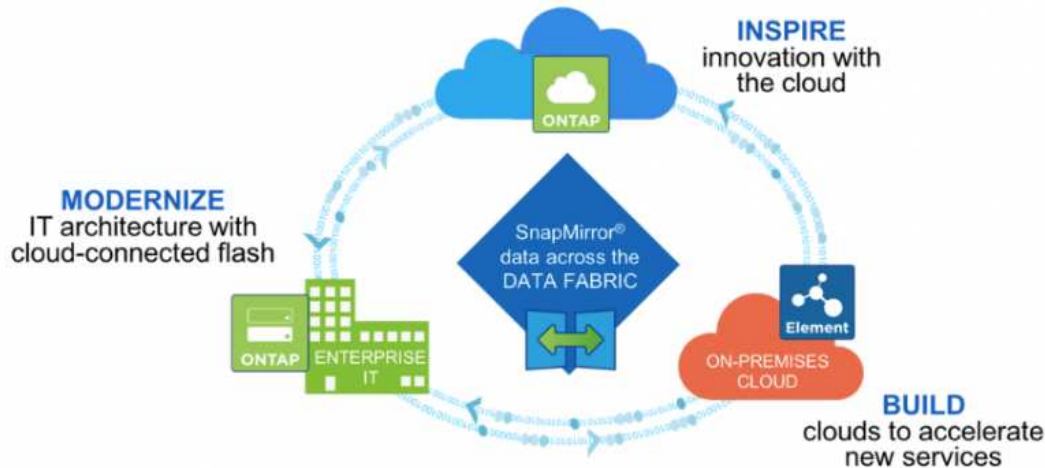 INSPIRE
innovation with
the cloud
ONTAP
MODERNIZE
IT architecture with
cloud-connected flash
SnapMirror®
data across the
DATA FABRIC
ONTAP
ENTERPRISE
IT
Element
ON-PREMISES
CLOUD
BUILD
clouds to accelerate
new services